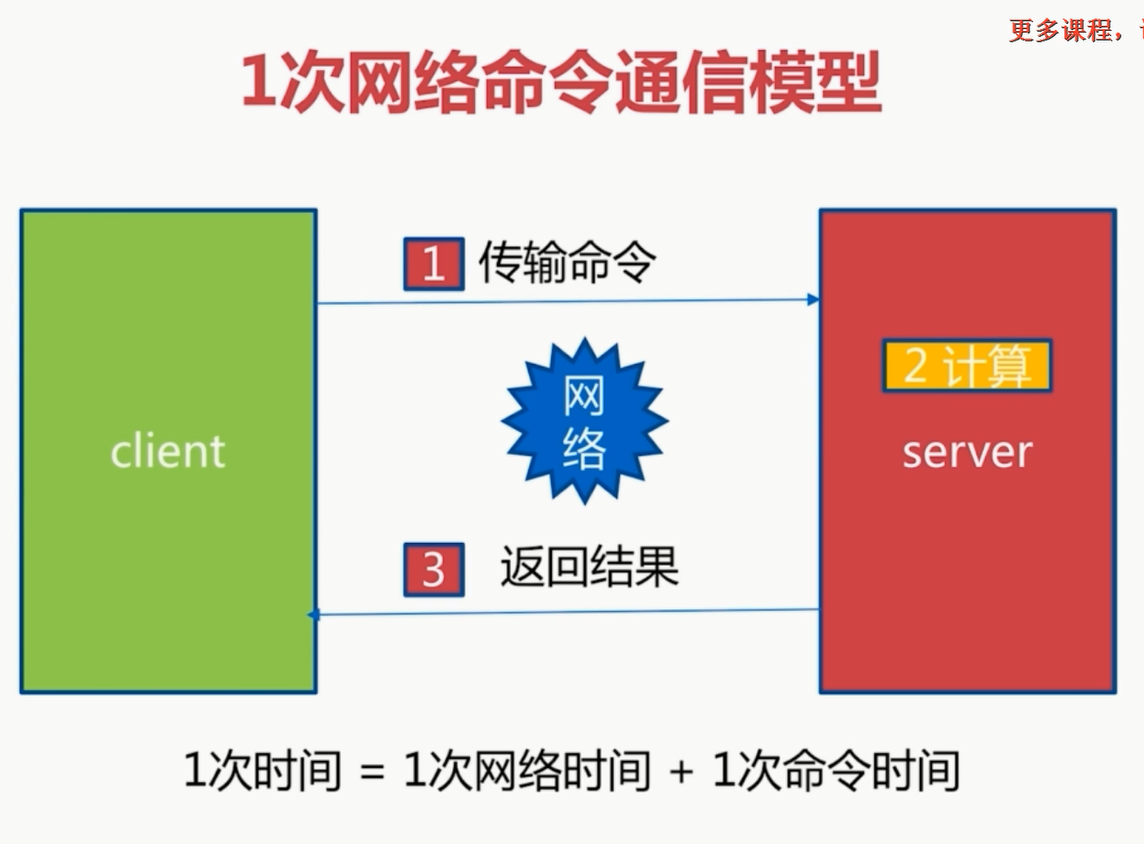 更多课程，
1次网络命令通信模型
1 传输命令
网
络
2 计算
client
server
3 返回结果
1次时间 = 1次网络时间 + 1次命令时间